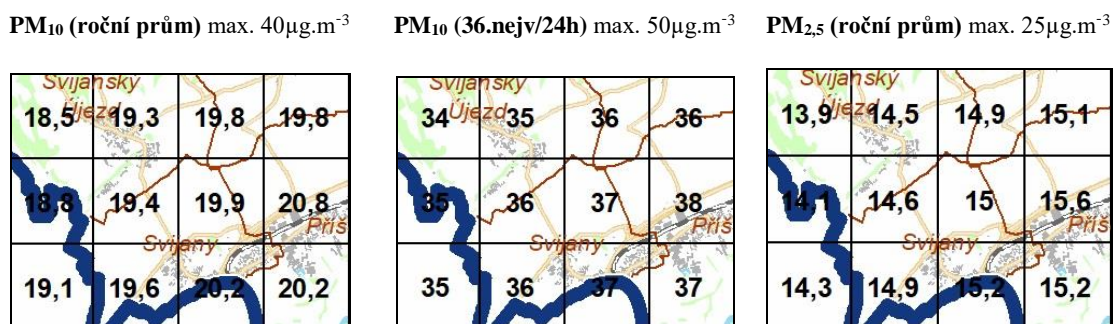 PM₁₀ (roční prům) max. 40µg.m⁻³
Svijanský
Újezd
18,5 19,3 19,8 19,8
18,8 19,4 19,9 20,8
Příš
Svijany
19,1 19,6 20,2 20,2
PM₁₀ (36.nejv/24h) max. 50µg.m⁻³
Svijanský
Újezd
34 35 36 36
35 36 37 38
Příš
Svijany
35 36 37 37
PM₂,₅ (roční prům) max. 25µg.m⁻³
Svijanský
Újezd
13,9 14,5 14,9 15,1
14,1 14,6 15 15,6
Příš
Svijany
14,3 14,9 15,2 15,2